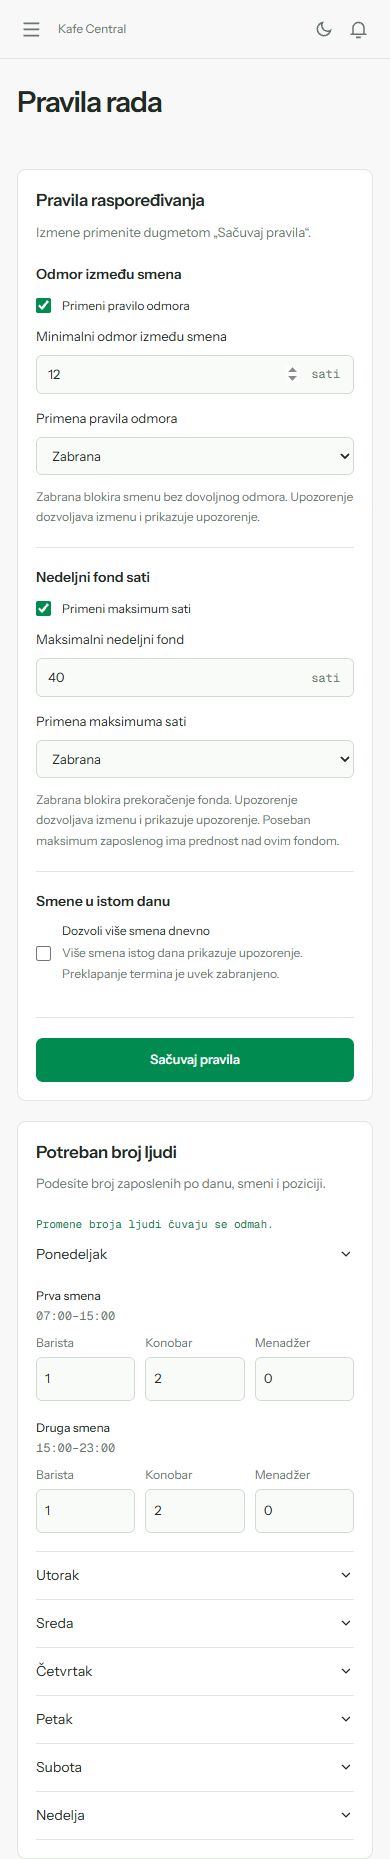 Kafe Central
Pravila rada
Pravila raspoređivanja
Izmene primenite dugmetom „Sačuvaj pravila“.
Odmor između smena
Primeni pravilo odmora
Minimalni odmor između smena
12 sati
Primena pravila odmora
Zabrana
Zabrana blokira smenu bez dovoljnog odmora. Upozorenje
dozvoljava izmenu i prikazuje upozorenje.
Nedeljni fond sati
Primeni maksimum sati
Maksimalni nedeljni fond
40 sati
Primena maksimuma sati
Zabrana
Zabrana blokira prekoračenje fonda. Upozorenje
dozvoljava izmenu i prikazuje upozorenje. Poseban
maksimum zaposlenog ima prednost nad ovim fondom.
Smene u istom danu
Dozvoli više smena dnevno
Više smena istog dana prikazuje upozorenje.
Preklapanje termina je uvek zabranjeno.
Sačuvaj pravila
Potreban broj ljudi
Podesite broj zaposlenih po danu, smeni i poziciji.
Promene broja ljudi čuvaju se odmah.
Ponedeljak
Prva smena
07:00–15:00
Barista Konobar Menadžer
1 2 0
Druga smena
15:00–23:00
Barista Konobar Menadžer
1 2 0
Utorak
Sreda
Četvrtak
Petak
Subota
Nedelja